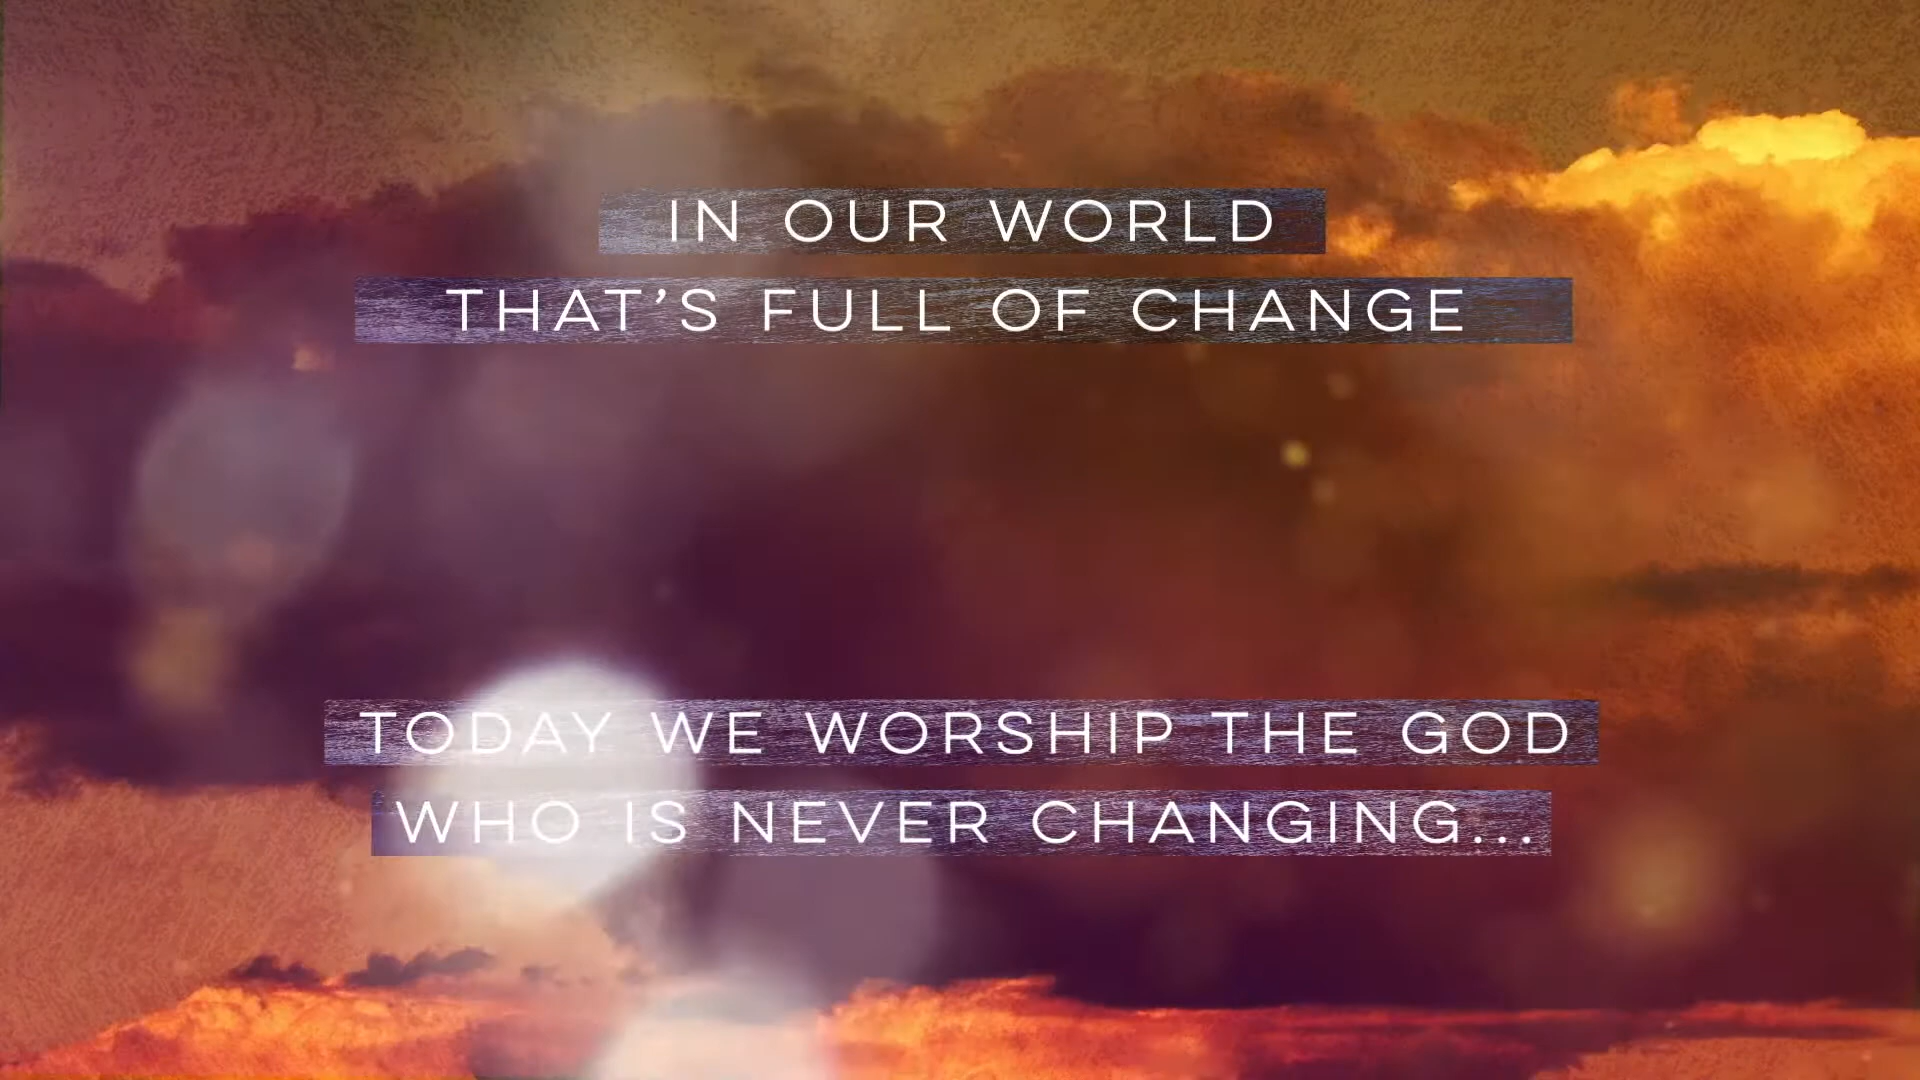 IN OUR WORLD
THAT’S FULL OF CHANGE
TODAY WE WORSHIP THE GOD
WHO IS NEVER CHANGING...